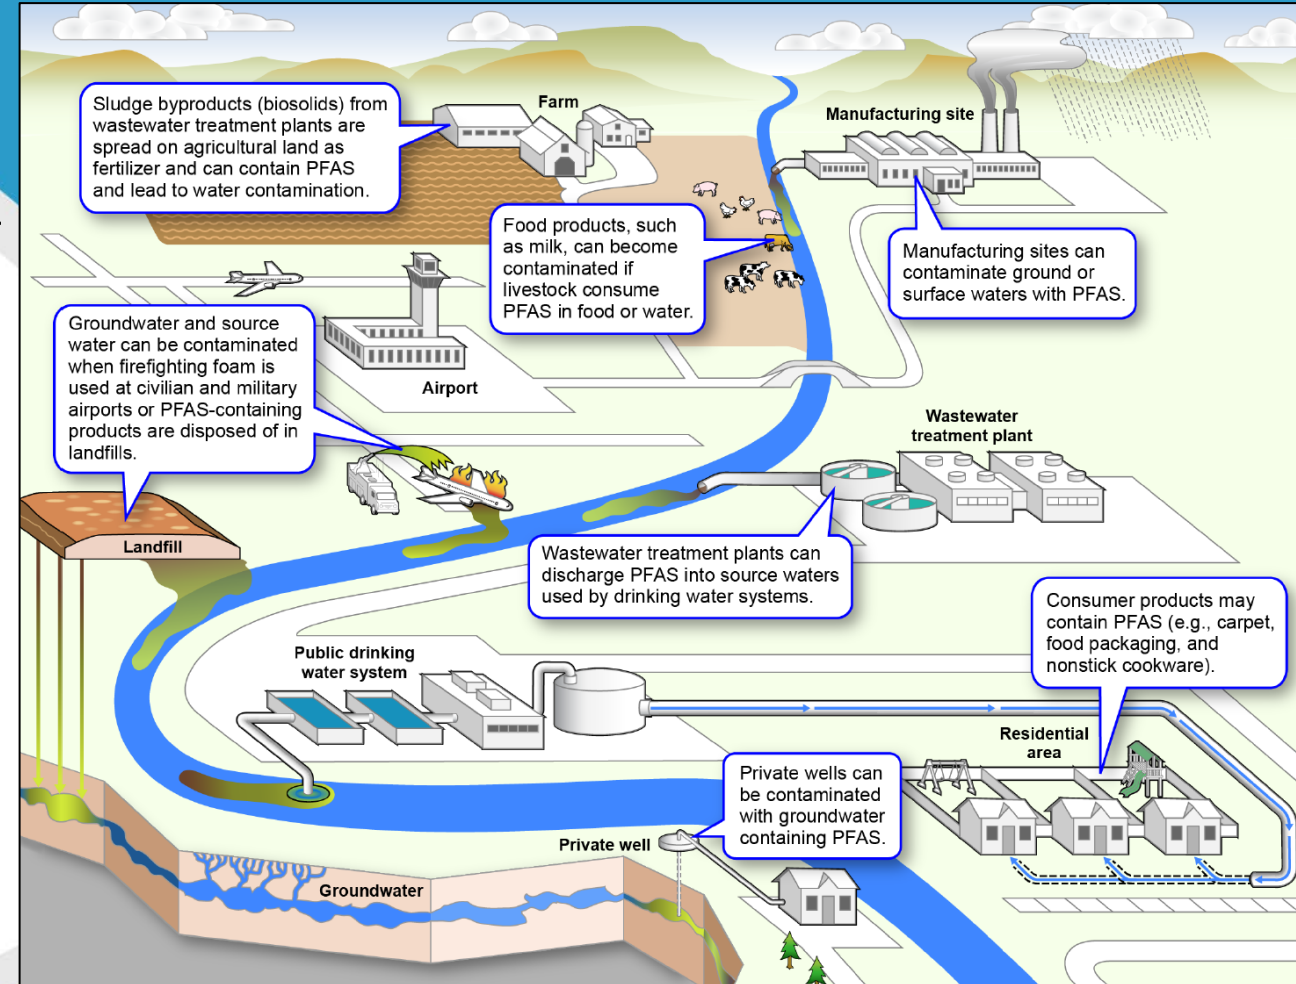 Sludge byproducts (biosolids) from
wastewater treatment plants are
spread on agricultural land as
fertilizer and can contain PFAS
and lead to water contamination.
Farm
Manufacturing site
Food products, such
as milk, can become
contaminated if
livestock consume
PFAS in food or water.
Manufacturing sites can
contaminate ground or
surface waters with PFAS.
Groundwater and source
water can be contaminated
when firefighting foam is
used at civilian and military
airports or PFAS-containing
products are disposed of in
landfills.
Airport
Wastewater
treatment plant
Landfill
Wastewater treatment plants can
discharge PFAS into source waters
used by drinking water systems.
Consumer products may
contain PFAS (e.g., carpet,
food packaging, and
nonstick cookware).
Public drinking
water system
Residential
area
Private wells can
be contaminated
with groundwater
containing PFAS.
Private well
Groundwater